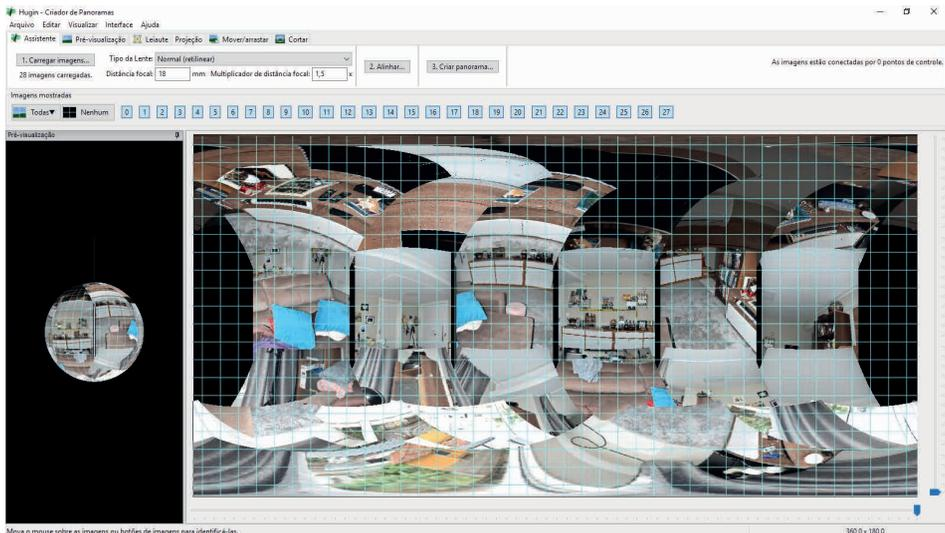 Hugin - Criador de Panoramas
Arquivo Editar Visualizar Interface Ajuda
Assistente Pré-visualização Leiaute Projeção Mover/arrastar Cortar
1. Carregar imagens... Tipo da Lente: Normal (retilinear) 2. Alinhar... 3. Criar panorama... As imagens estão conectadas por 0 pontos de controle.
28 imagens carregadas. Distância focal: 18 mm Multiplicador de distância focal: 1,5 x
Imagens mostradas
Todas▼ Nenhum 0 1 2 3 4 5 6 7 8 9 10 11 12 13 14 15 16 17 18 19 20 21 22 23 24 25 26 27
Pré-visualização
Mova o mouse sobre as imagens ou botões de imagens para identificá-las. 360,0 x 180,0